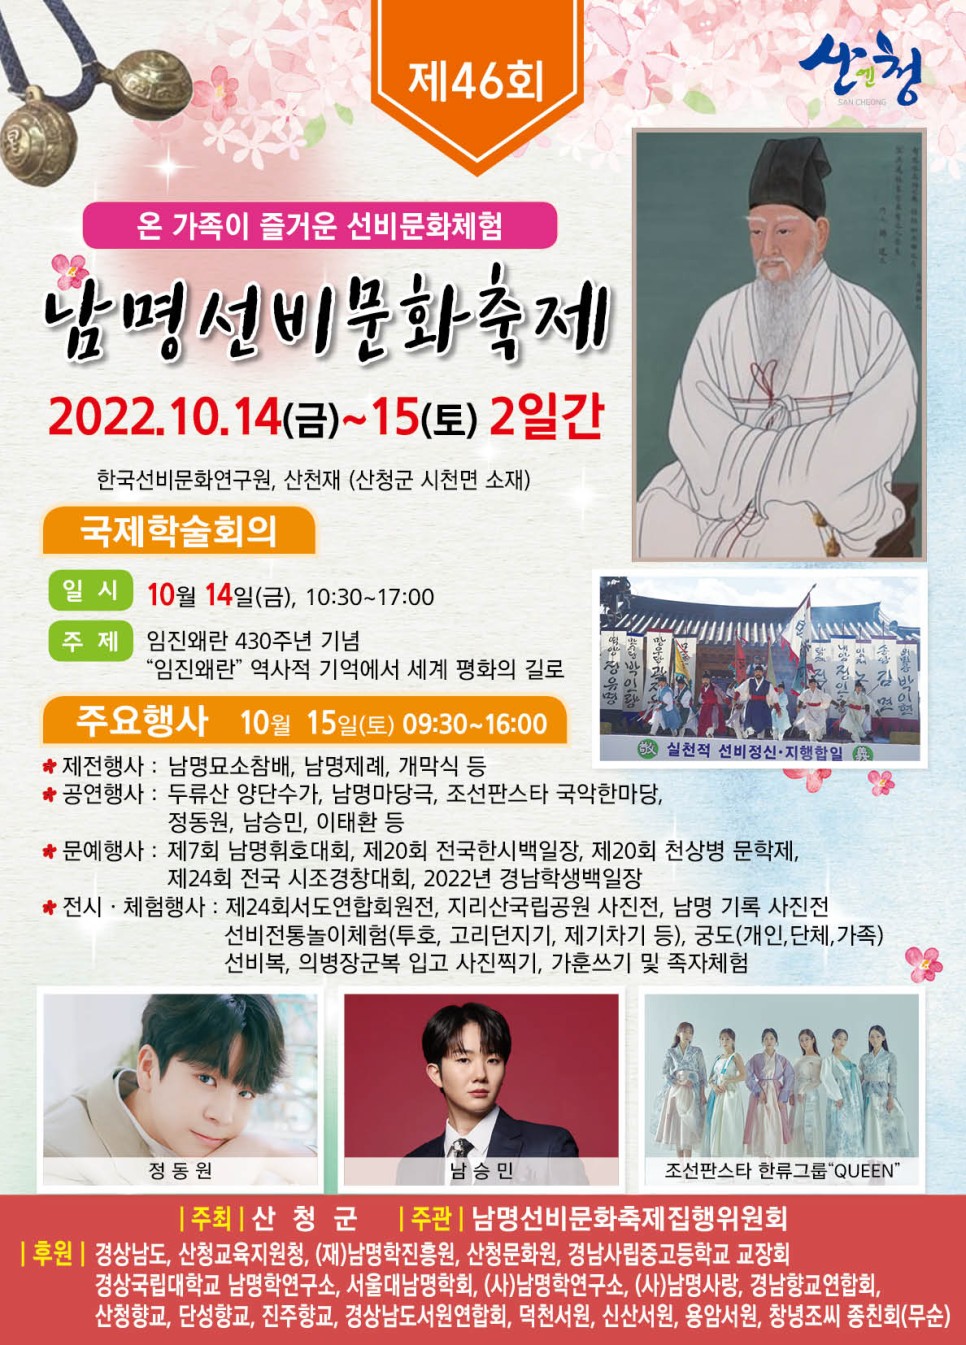 제46회
산엔청
SAN CHEONG
온 가족이 즐거운 선비문화체험
남명선비문화축제
2022.10.14(금)~15(토) 2일간
한국선비문화연구원, 산천재 (산청군 시천면 소재)
국제학술회의
일 시 10월 14일(금), 10:30~17:00
주 제 임진왜란 430주년 기념
“임진왜란” 역사적 기억에서 세계 평화의 길로
敬 실천적 선비정신·지행합일 義
주요행사 10월 15일(토) 09:30~16:00
제전행사 : 남명묘소참배, 남명제례, 개막식 등
공연행사 : 두류산 양단수가, 남명마당극, 조선판스타 국악한마당,
정동원, 남승민, 이태환 등
문예행사 : 제7회 남명휘호대회, 제20회 전국한시백일장, 제20회 천상병 문학제,
제24회 전국 시조경창대회, 2022년 경남학생백일장
전시 · 체험행사 : 제24회서도연합회원전, 지리산국립공원 사진전, 남명 기록 사진전
선비전통놀이체험(투호, 고리던지기, 제기차기 등), 궁도(개인,단체,가족)
선비복, 의병장군복 입고 사진찍기, 가훈쓰기 및 족자체험
정 동 원
남 승 민
조선판스타 한류그룹“QUEEN”
|주최| 산 청 군 |주관| 남명선비문화축제집행위원회
|후원| 경상남도, 산청교육지원청, (재)남명학진흥원, 산청문화원, 경남사립중고등학교 교장회
경상국립대학교 남명학연구소, 서울대남명학회, (사)남명학연구소, (사)남명사랑, 경남향교연합회,
산청향교, 단성향교, 진주향교, 경상남도서원연합회, 덕천서원, 신산서원, 용암서원, 창녕조씨 종친회(무순)